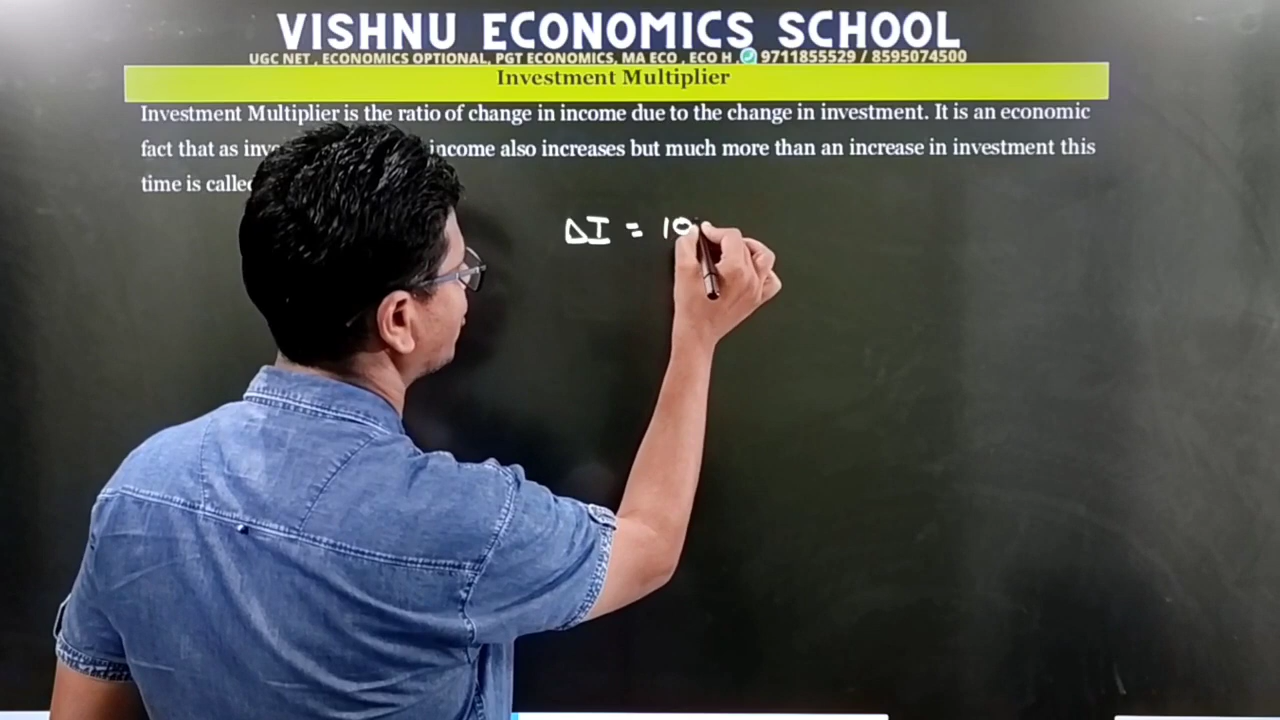 VISHNU ECONOMICS SCHOOL
UGC NET , ECONOMICS OPTIONAL, PGT ECONOMICS, MA ECO , ECO H , 9711855529 / 8595074500
Investment Multiplier
Investment Multiplier is the ratio of change in income due to the change in investment. It is an economic
fact that as income also increases but much more than an increase in investment this
time is called
ΔI = 10